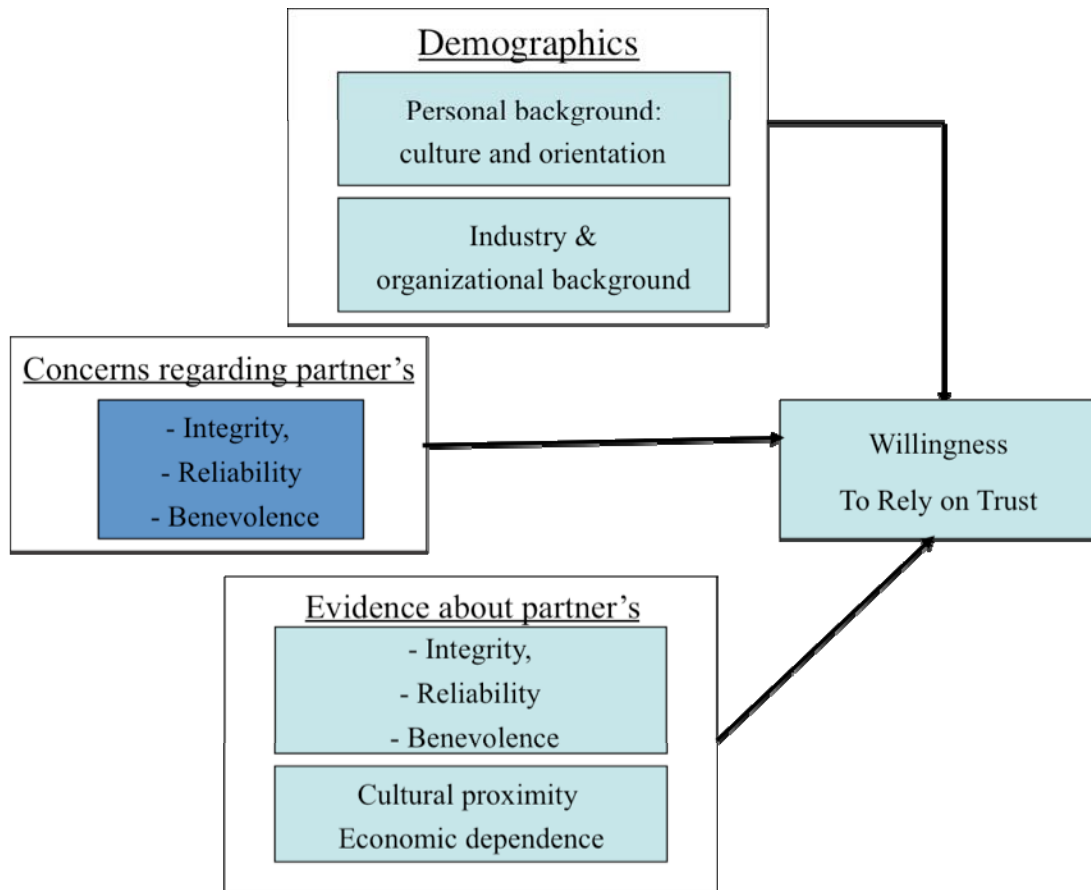 Demographics
Personal background:
culture and orientation
Industry &
organizational background
Concerns regarding partner's
- Integrity,
- Reliability
- Benevolence
Willingness
To Rely on Trust
Evidence about partner's
- Integrity,
- Reliability
- Benevolence
Cultural proximity
Economic dependence